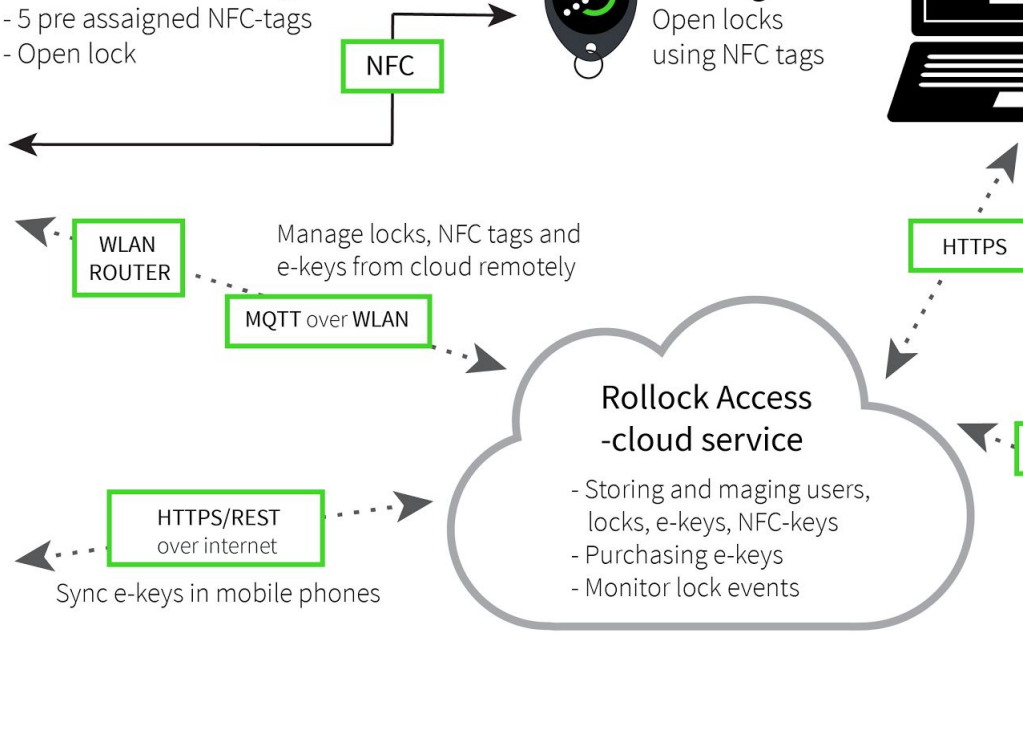 - 5 pre assaigned NFC-tags
- Open lock
NFC
Open locks
using NFC tags
WLAN
ROUTER
Manage locks, NFC tags and
e-keys from cloud remotely
MQTT over WLAN
HTTPS
Rollock Access
-cloud service
- Storing and maging users,
locks, e-keys, NFC-keys
- Purchasing e-keys
- Monitor lock events
HTTPS/REST
over internet
Sync e-keys in mobile phones